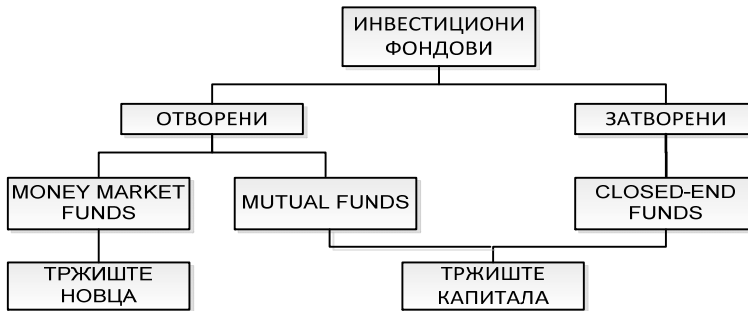 ИНВЕСТИЦИОНИ
ФОНДОВИ
ОТВОРЕНИ
ЗАТВОРЕНИ
MONEY MARKET
FUNDS
MUTUAL FUNDS
CLOSED-END
FUNDS
ТРЖИШТЕ
НОВЦА
ТРЖИШТЕ
КАПИТАЛА